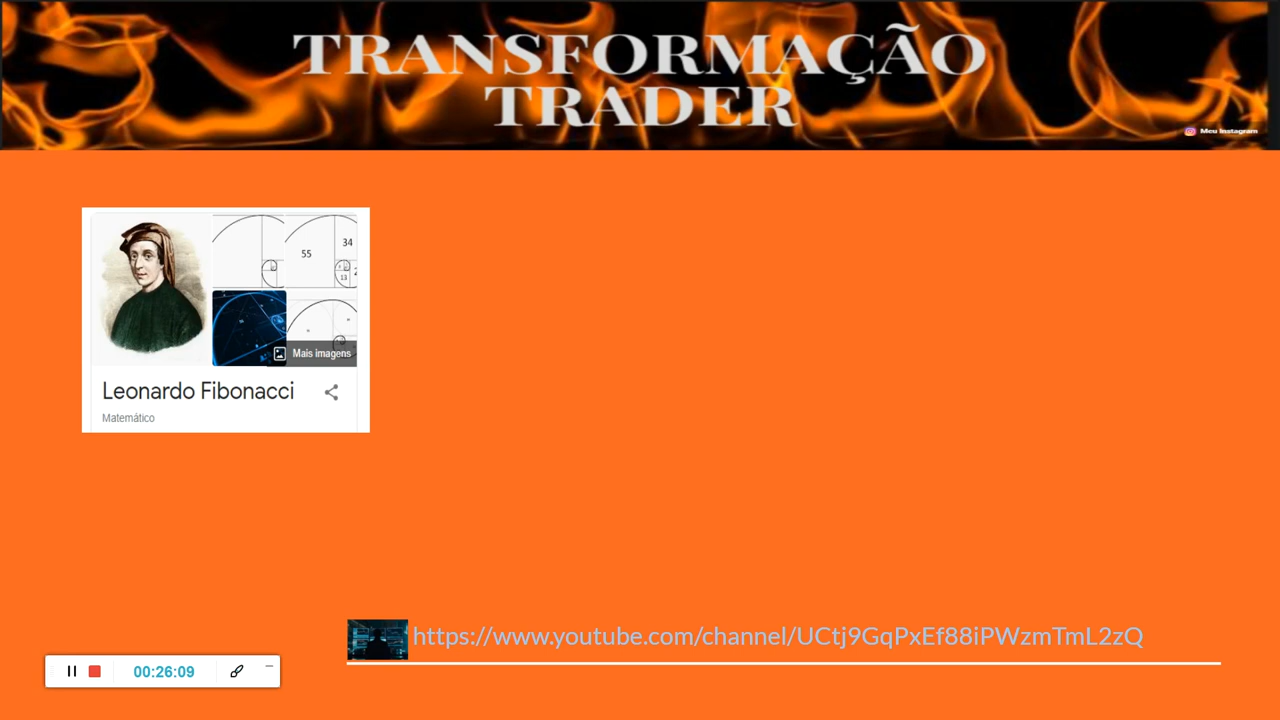 TRANSFORMAÇÃO
TRADER
Meu Instagram
55
34
13
Mais imagens
Leonardo Fibonacci
Matemático
https://www.youtube.com/channel/UCtj9GqPxEf88iPWzmTmL2zQ
00:26:09